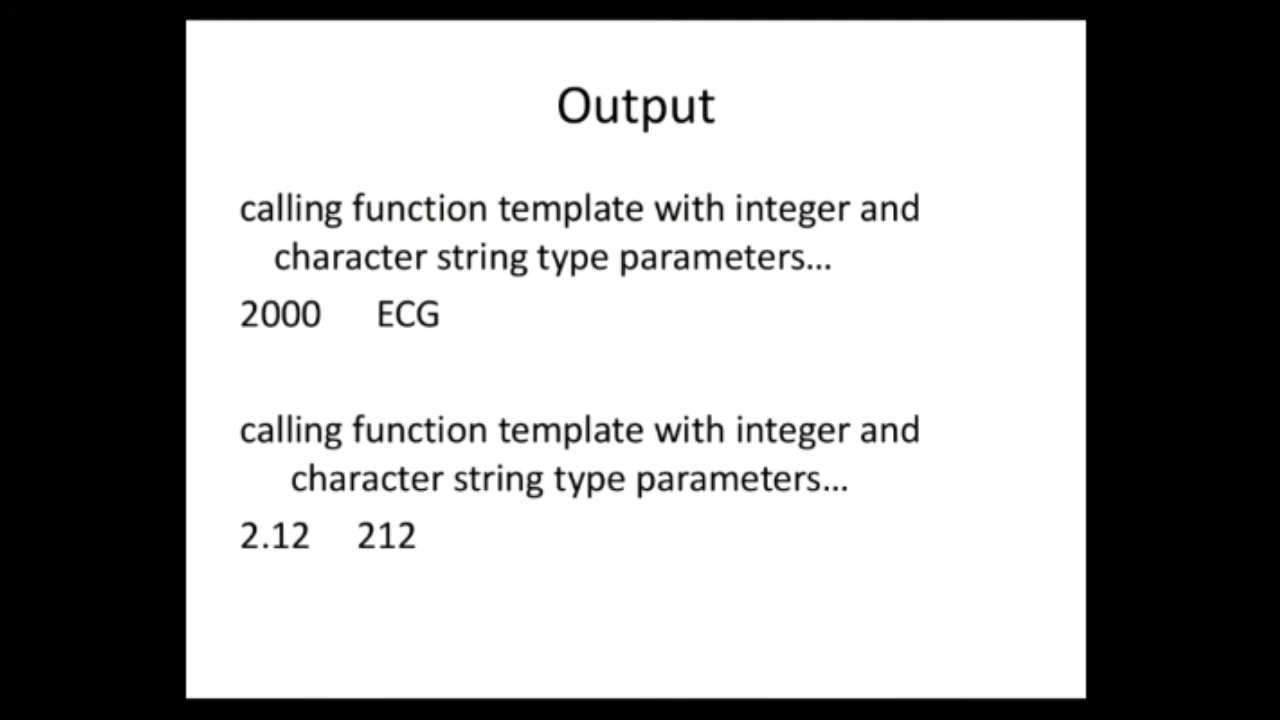 Output
calling function template with integer and
character string type parameters...
2000 ECG
calling function template with integer and
character string type parameters...
2.12 212